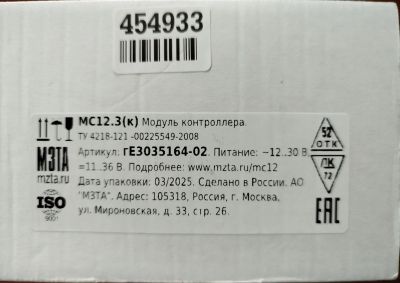 454933
МС12.3(к) Модуль контроллера.
ТУ 4218-121 -00225549-2008
Артикул: гЕ3035164-02. Питание: ~12..30 В,
=11..36 В. Подробнее: www.mzta.ru/mc12
Дата упаковки: 03/2025. Сделано в России. АО
"МЗТА". Адрес: 105318, Россия, г. Москва,
ул. Мироновская, д. 33, стр. 26.
МЗТА
mzta.ru
ISO
9001
52
ОТК
ПК
72
ЕАС